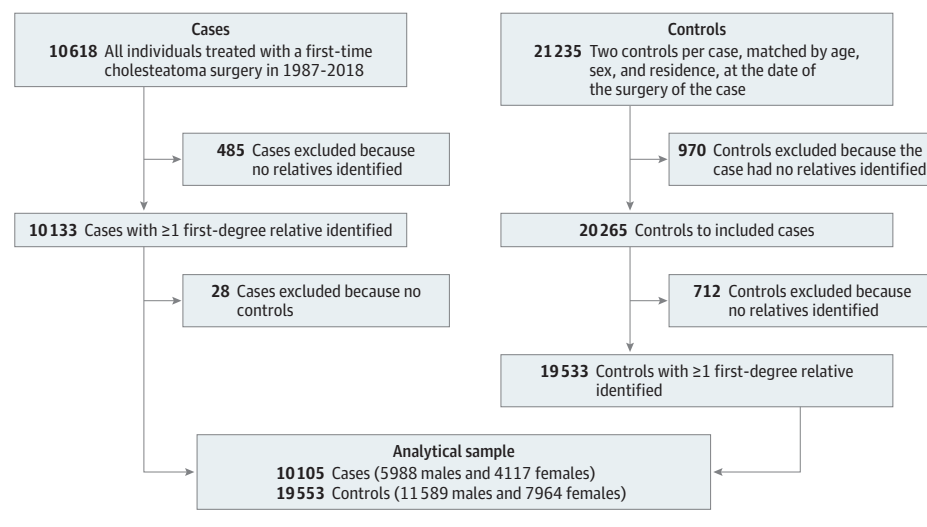 Cases
10618 All individuals treated with a first-time
cholesteatoma surgery in 1987-2018
Controls
21235 Two controls per case, matched by age,
sex, and residence, at the date of
the surgery of the case
485 Cases excluded because
no relatives identified
970 Controls excluded because the
case had no relatives identified
10133 Cases with ≥1 first-degree relative identified
20265 Controls to included cases
28 Cases excluded because no
controls
712 Controls excluded because
no relatives identified
19533 Controls with ≥1 first-degree relative
identified
Analytical sample
10105 Cases (5988 males and 4117 females)
19553 Controls (11589 males and 7964 females)